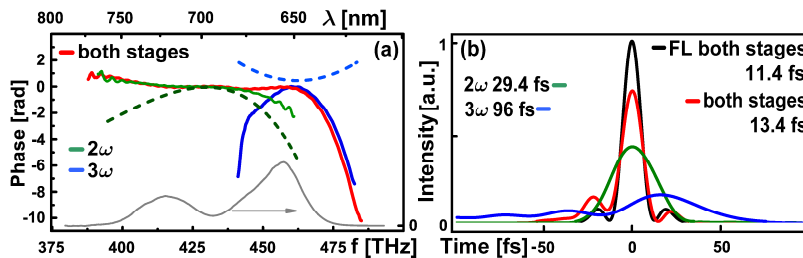 800 750 700 650 λ [nm]
both stages (a)
Phase [rad]
2
0
-2
-4
-6
-8
-10
2ω
3ω
0
375 400 425 450 475 f [THz]
Intensity [a.u.]
1
(b)
FL both stages
11.4 fs
2ω 29.4 fs
3ω 96 fs
both stages
13.4 fs
0
Time [fs] -50 0 50